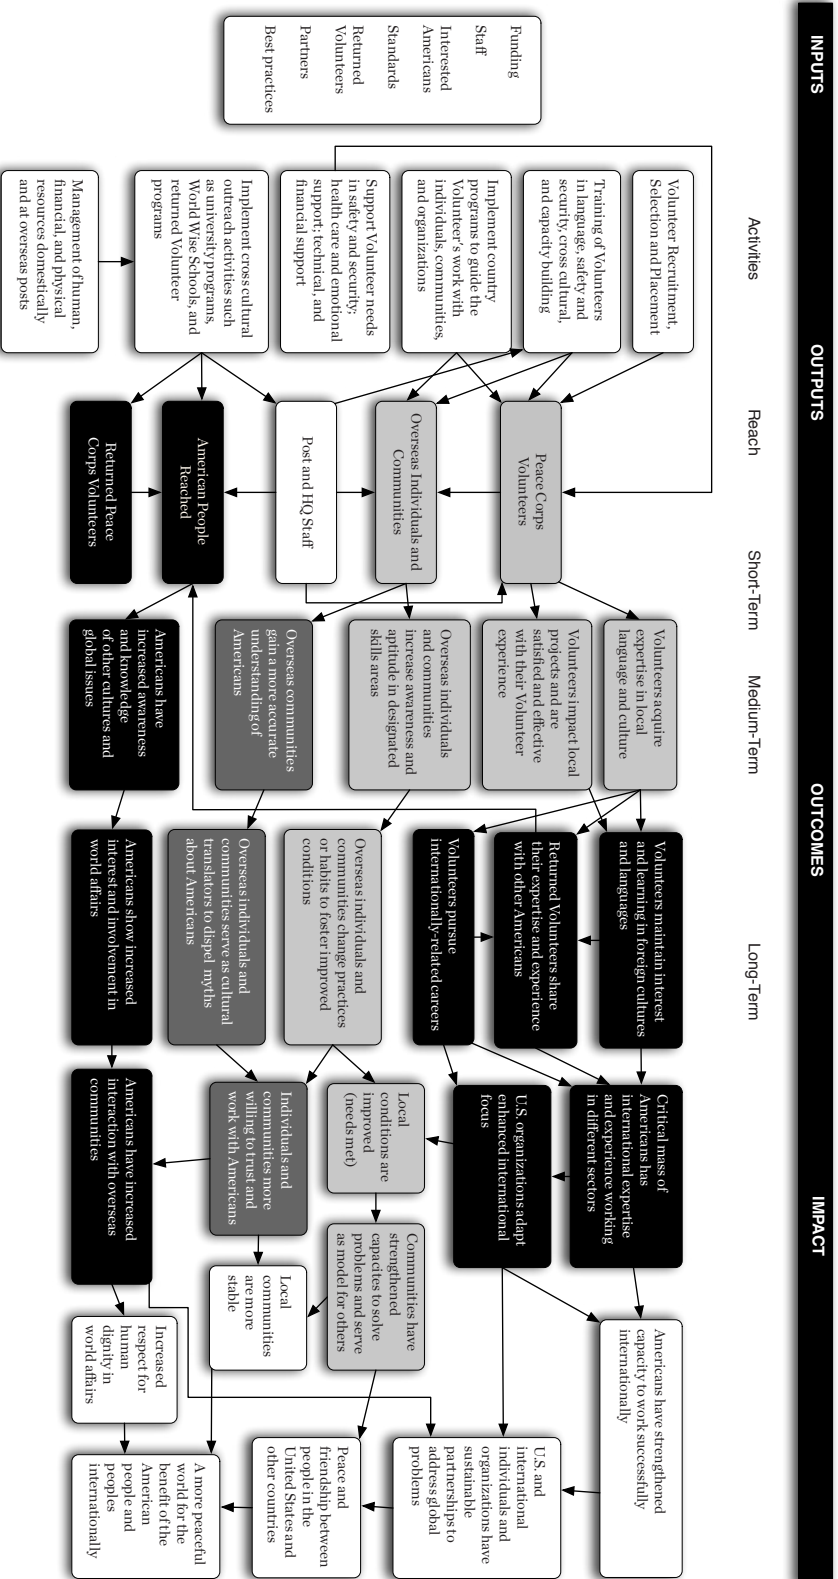 INPUTS
OUTPUTS
OUTCOMES
IMPACT
Activities
Reach
Short-Term
Medium-Term
Long-Term
Funding
Staff
Interested
Americans
Standards
Returned
Volunteers
Partners
Best practices
Volunteer Recruitment,
Selection and Placement
Training of Volunteers
in language, safety and
security, cross cultural,
and capacity building
Implement country
programs to guide the
Volunteer's work with
individuals, communities,
and organizations
Support Volunteer needs
in safety and security;
health care and emotional
support; technical, and
financial support
Implement cross cultural
outreach activities such
as university programs,
World Wise Schools, and
returned Volunteer
programs
Management of human,
financial, and physical
resources domestically
and at overseas posts
Peace Corps
Volunteers
Overseas Individuals and
Communities
Post and HQ Staff
American People
Reached
Returned Peace
Corps Volunteers
Volunteers acquire
expertise in local
language and culture
Volunteers impact local
projects and are
satisfied and effective
with their Volunteer
experience
Overseas individuals
and communities
increase awareness and
aptitude in designated
skills areas
Overseas communities
gain a more accurate
understanding of
Americans
Americans have
increased awareness
and knowledge
of other cultures and
global issues
Volunteers maintain interest
and learning in foreign cultures
and languages
Returned Volunteers share
their expertise and experience
with other Americans
Volunteers pursue
internationally-related careers
Overseas individuals and
communities change practices
or habits to foster improved
conditions
Overseas individuals and
communities serve as cultural
translators to dispel myths
about Americans
Americans show increased
interest and involvement in
world affairs
Critical mass of
Americans has
international expertise
and experience working
in different sectors
U.S. organizations adapt
enhanced international
focus
Local
conditions are
improved
(needs met)
Individuals and
communities more
willing to trust and
work with Americans
Americans have increased
interaction with overseas
communities
Communities have
strengthened
capacites to solve
problems and serve
as model for others
Local
communities
are more
stable
Americans have strengthened
capacity to work successfully
internationally
Increased
respect for
human
dignity in
world affairs
U.S. and
international
individuals and
organizations have
sustainable
partnerships to
address global
problems
Peace and
friendship between
people in the
United States and
other countries
A more peaceful
world for the
benefit of the
American
people and
peoples
internationally